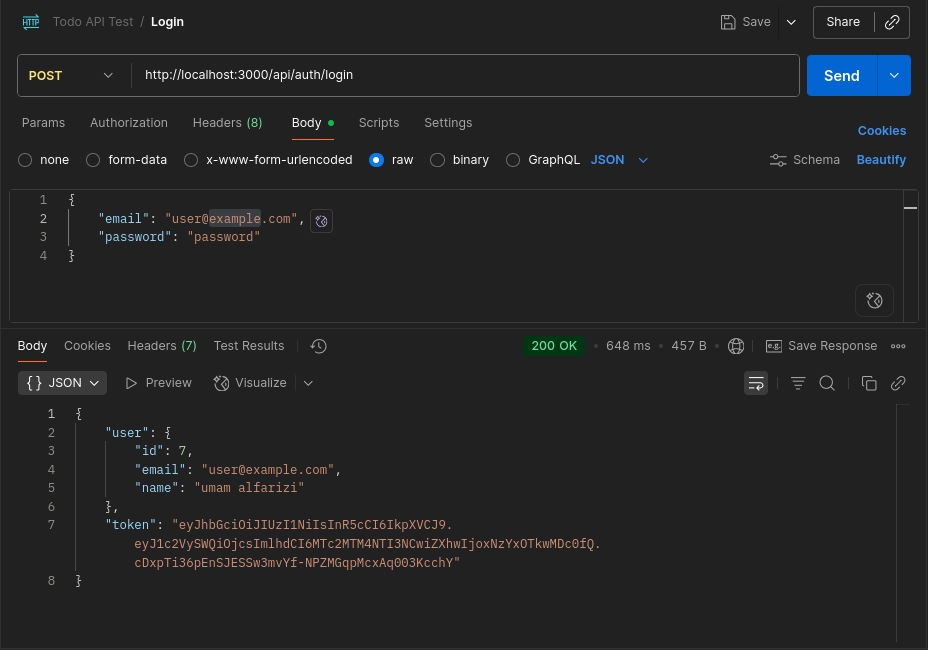 HTTP Todo API Test / Login Save Share
POST http://localhost:3000/api/auth/login Send
Params Authorization Headers (8) Body Scripts Settings Cookies
none form-data x-www-form-urlencoded raw binary GraphQL JSON Schema Beautify
1 {
2 "email": "user@example.com",
3 "password": "password"
4 }
Body Cookies Headers (7) Test Results 200 OK • 648 ms • 457 B e.g. Save Response
{} JSON Preview Visualize
1 {
2 "user": {
3 "id": 7,
4 "email": "user@example.com",
5 "name": "umam alfarizi"
6 },
7 "token": "eyJhbGciOiJIUzI1NiIsInR5cCI6IkpXVCJ9.
eyJ1c2VySWQiOjcsImlhdCI6MTc2MTM4NTI3NCwiZXhwIjoxNzYxOTkwMDc0fQ.
cDxpTi36pEnSJESSw3mvYf-NPZMGqpMcxAq003KcchY"
8 }